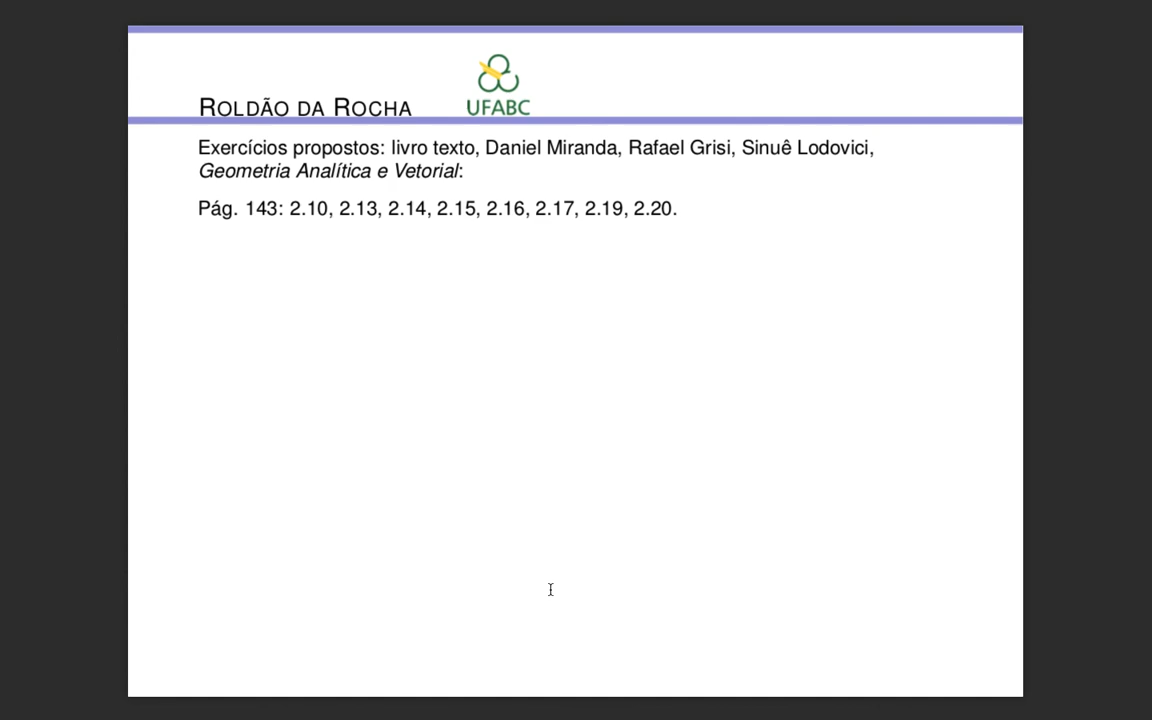 ROLDÃO DA ROCHA
UFABC
Exercícios propostos: livro texto, Daniel Miranda, Rafael Grisi, Sinuê Lodovici,
Geometria Analítica e Vetorial:
Pág. 143: 2.10, 2.13, 2.14, 2.15, 2.16, 2.17, 2.19, 2.20.